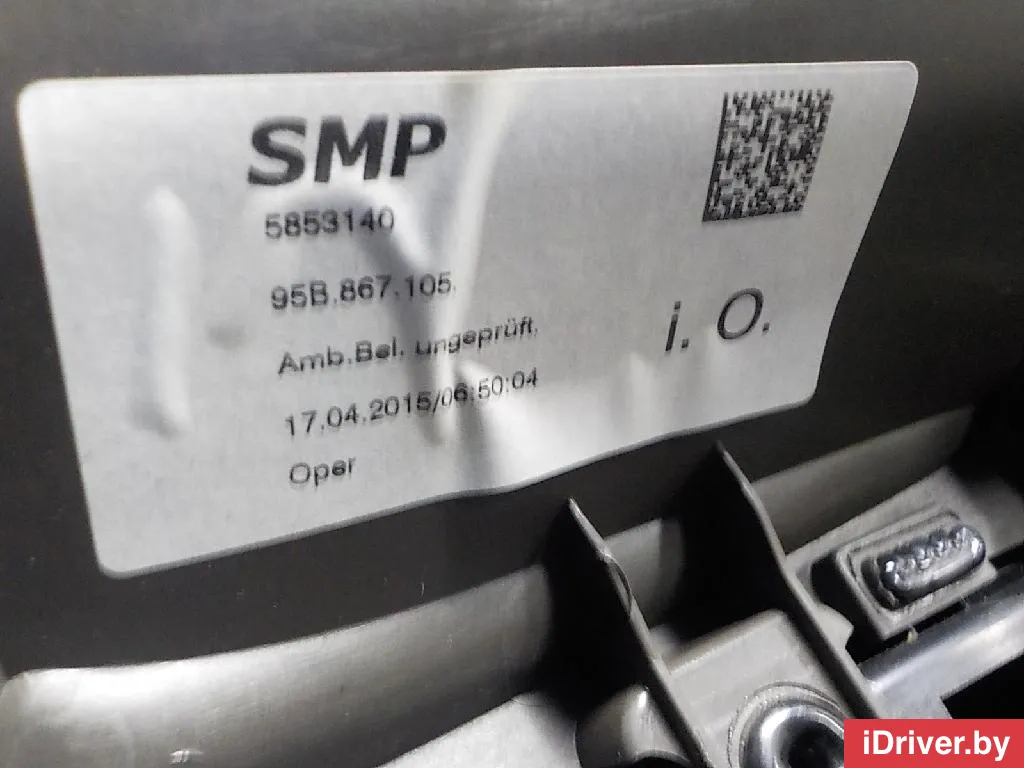 SMP
5853140
95B.867.105.
Amb.Bel. ungeprüft.
17.04.2015/06:50:04
Oper
i. O.
iDriver.by